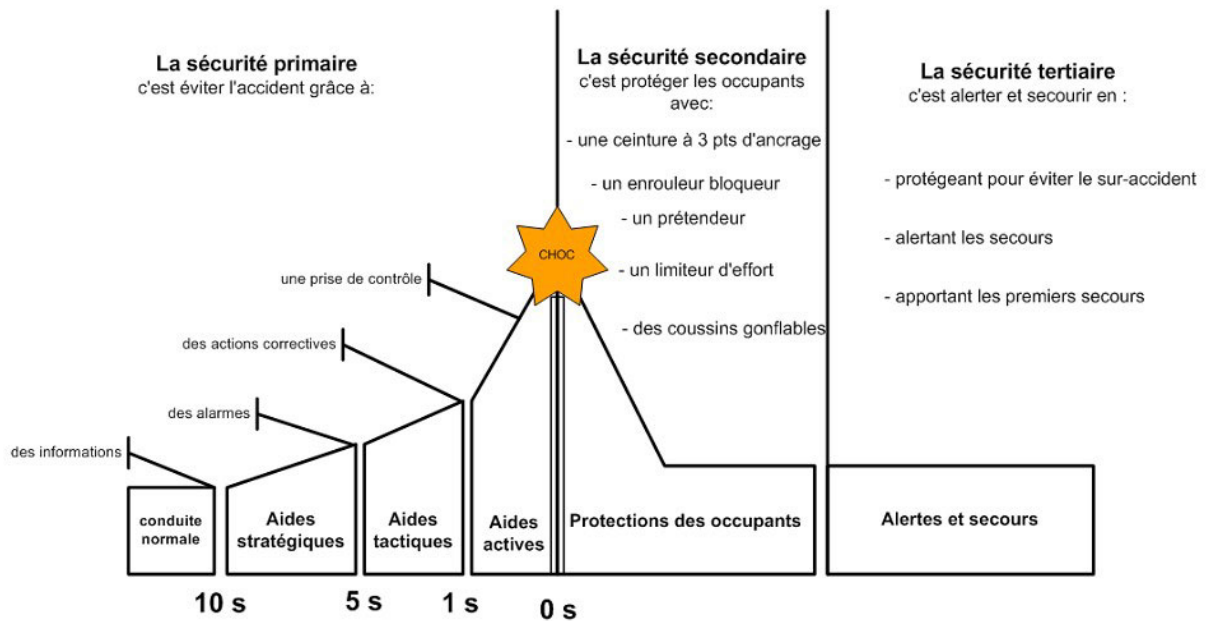 La sécurité primaire
c'est éviter l'accident grâce à:
La sécurité secondaire
c'est protéger les occupants
avec:
- une ceinture à 3 pts d'ancrage
- un enrouleur bloqueur
- un prétendeur
- un limiteur d'effort
- des coussins gonflables
La sécurité tertiaire
c'est alerter et secourir en :
- protégeant pour éviter le sur-accident
- alertant les secours
- apportant les premiers secours
CHOC
une prise de contrôle
des actions correctives
des alarmes
des informations
conduite
normale
Aides
stratégiques
Aides
tactiques
Aides
actives
Protections des occupants
Alertes et secours
10 s
5 s
1 s
0 s